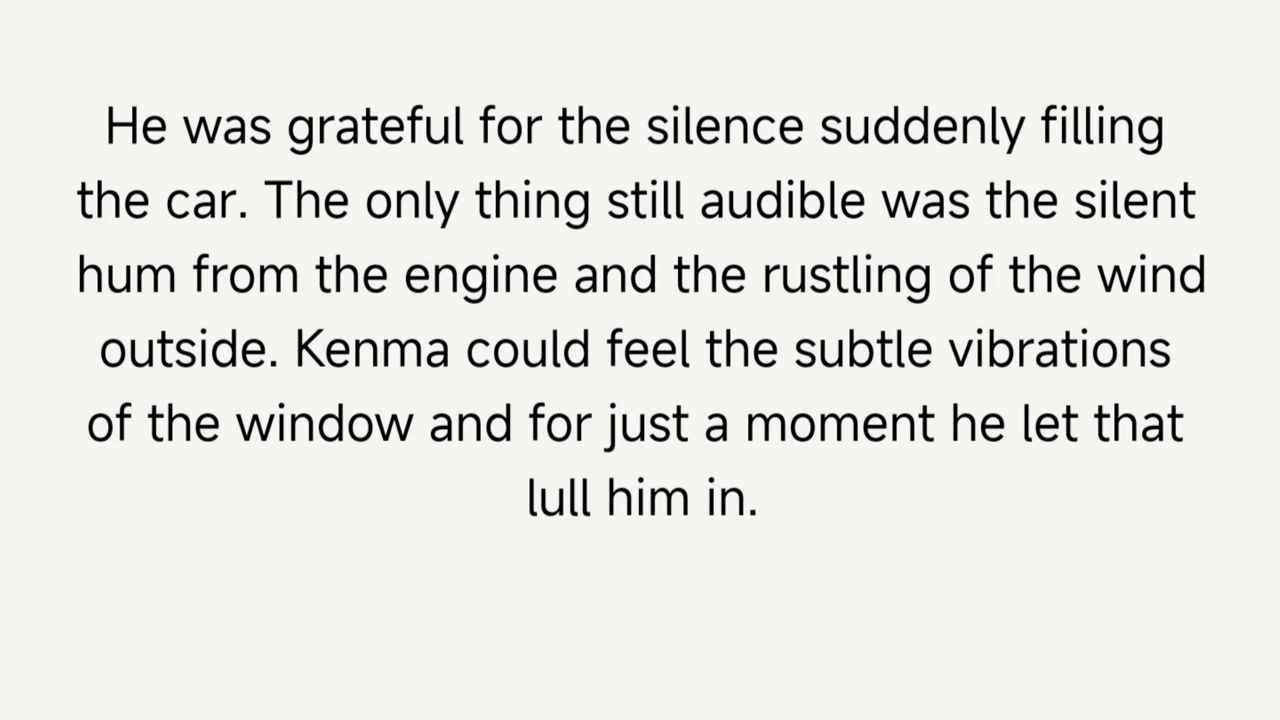 He was grateful for the silence suddenly filling
the car. The only thing still audible was the silent
hum from the engine and the rustling of the wind
outside. Kenma could feel the subtle vibrations
of the window and for just a moment he let that
lull him in.